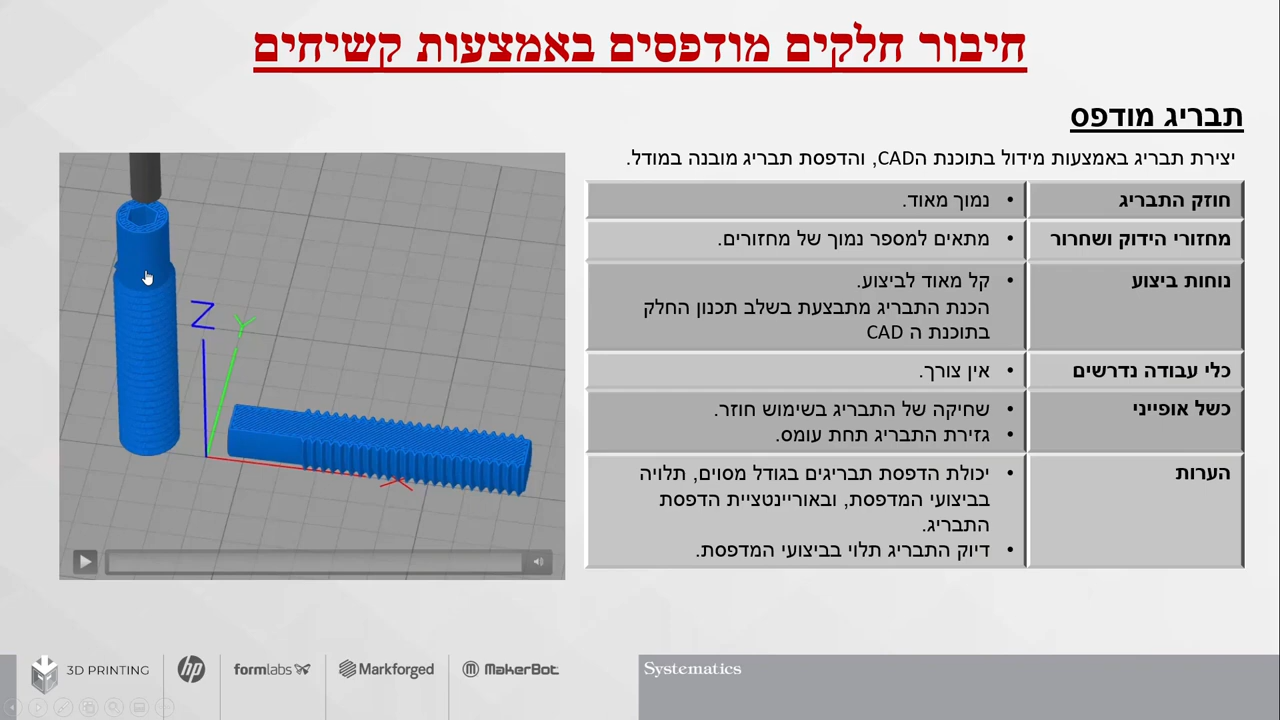 חיבור חלקים מודפסים באמצעות קשיחים
תבריג מודפס
יצירת תבריג באמצעות מידול בתוכנת הCAD, והדפסת תבריג מובנה במודל.
חוזק התבריג
• נמוך מאוד.
מחזורי הידוק ושחרור
• מתאים למספר נמוך של מחזורים.
נוחות ביצוע
• קל מאוד לביצוע.
הכנת התבריג מתבצעת בשלב תכנון החלק
בתוכנת ה CAD
כלי עבודה נדרשים
• אין צורך.
כשל אופייני
• שחיקה של התבריג בשימוש חוזר.
• גזירת התבריג תחת עומס.
הערות
• יכולת הדפסת תבריגים בגודל מסוים, תלויה
בביצועי המדפסת, ובאוריינטציית הדפסת
התבריג.
• דיוק התבריג תלוי בביצועי המדפסת.
Z
Y
X
3D PRINTING
hp
formlabs
Markforged
MakerBot
Systematics